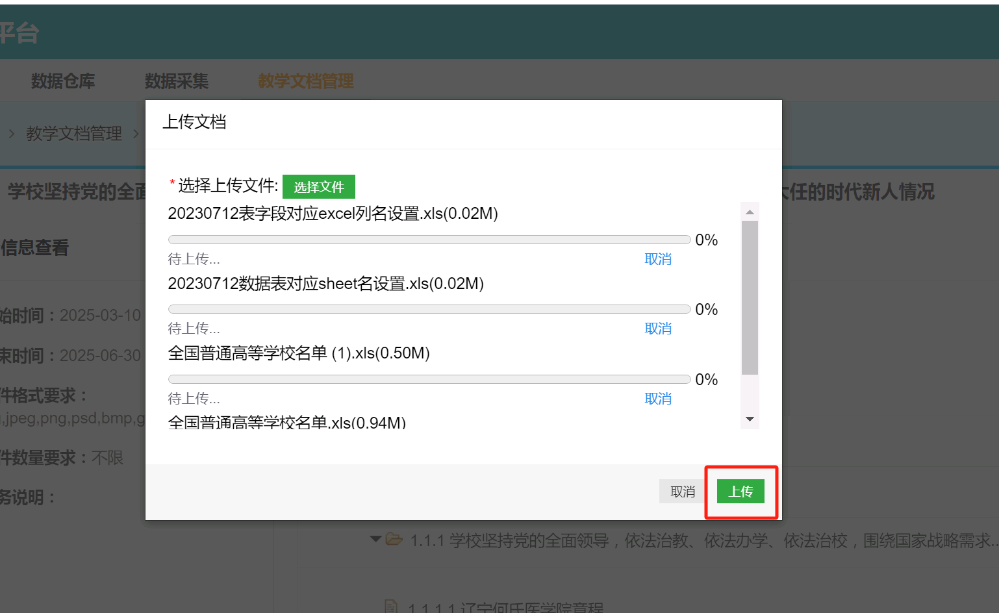 平台
数据仓库 数据采集 教学文档管理
> 教学文档管理 >
上传文档
学校坚持党的全面
大任的时代新人情况
* 选择上传文件: 选择文件
20230712表字段对应excel列名设置.xls(0.02M)
0%
待上传... 取消
信息查看
20230712数据表对应sheet名设置.xls(0.02M)
0%
始时间：2025-03-10
待上传... 取消
束时间：2025-06-30
全国普通高等学校名单 (1).xls(0.50M)
0%
件格式要求：
待上传... 取消
,jpeg,png,psd,bmp,g
全国普通高等学校名单.xls(0.94M)
件数量要求：不限
务说明：
取消 上传
1.1.1 学校坚持党的全面领导，依法治教、依法办学、依法治校，围绕国家战略需求...
1.1.1.1 辽宁何氏医学院章程